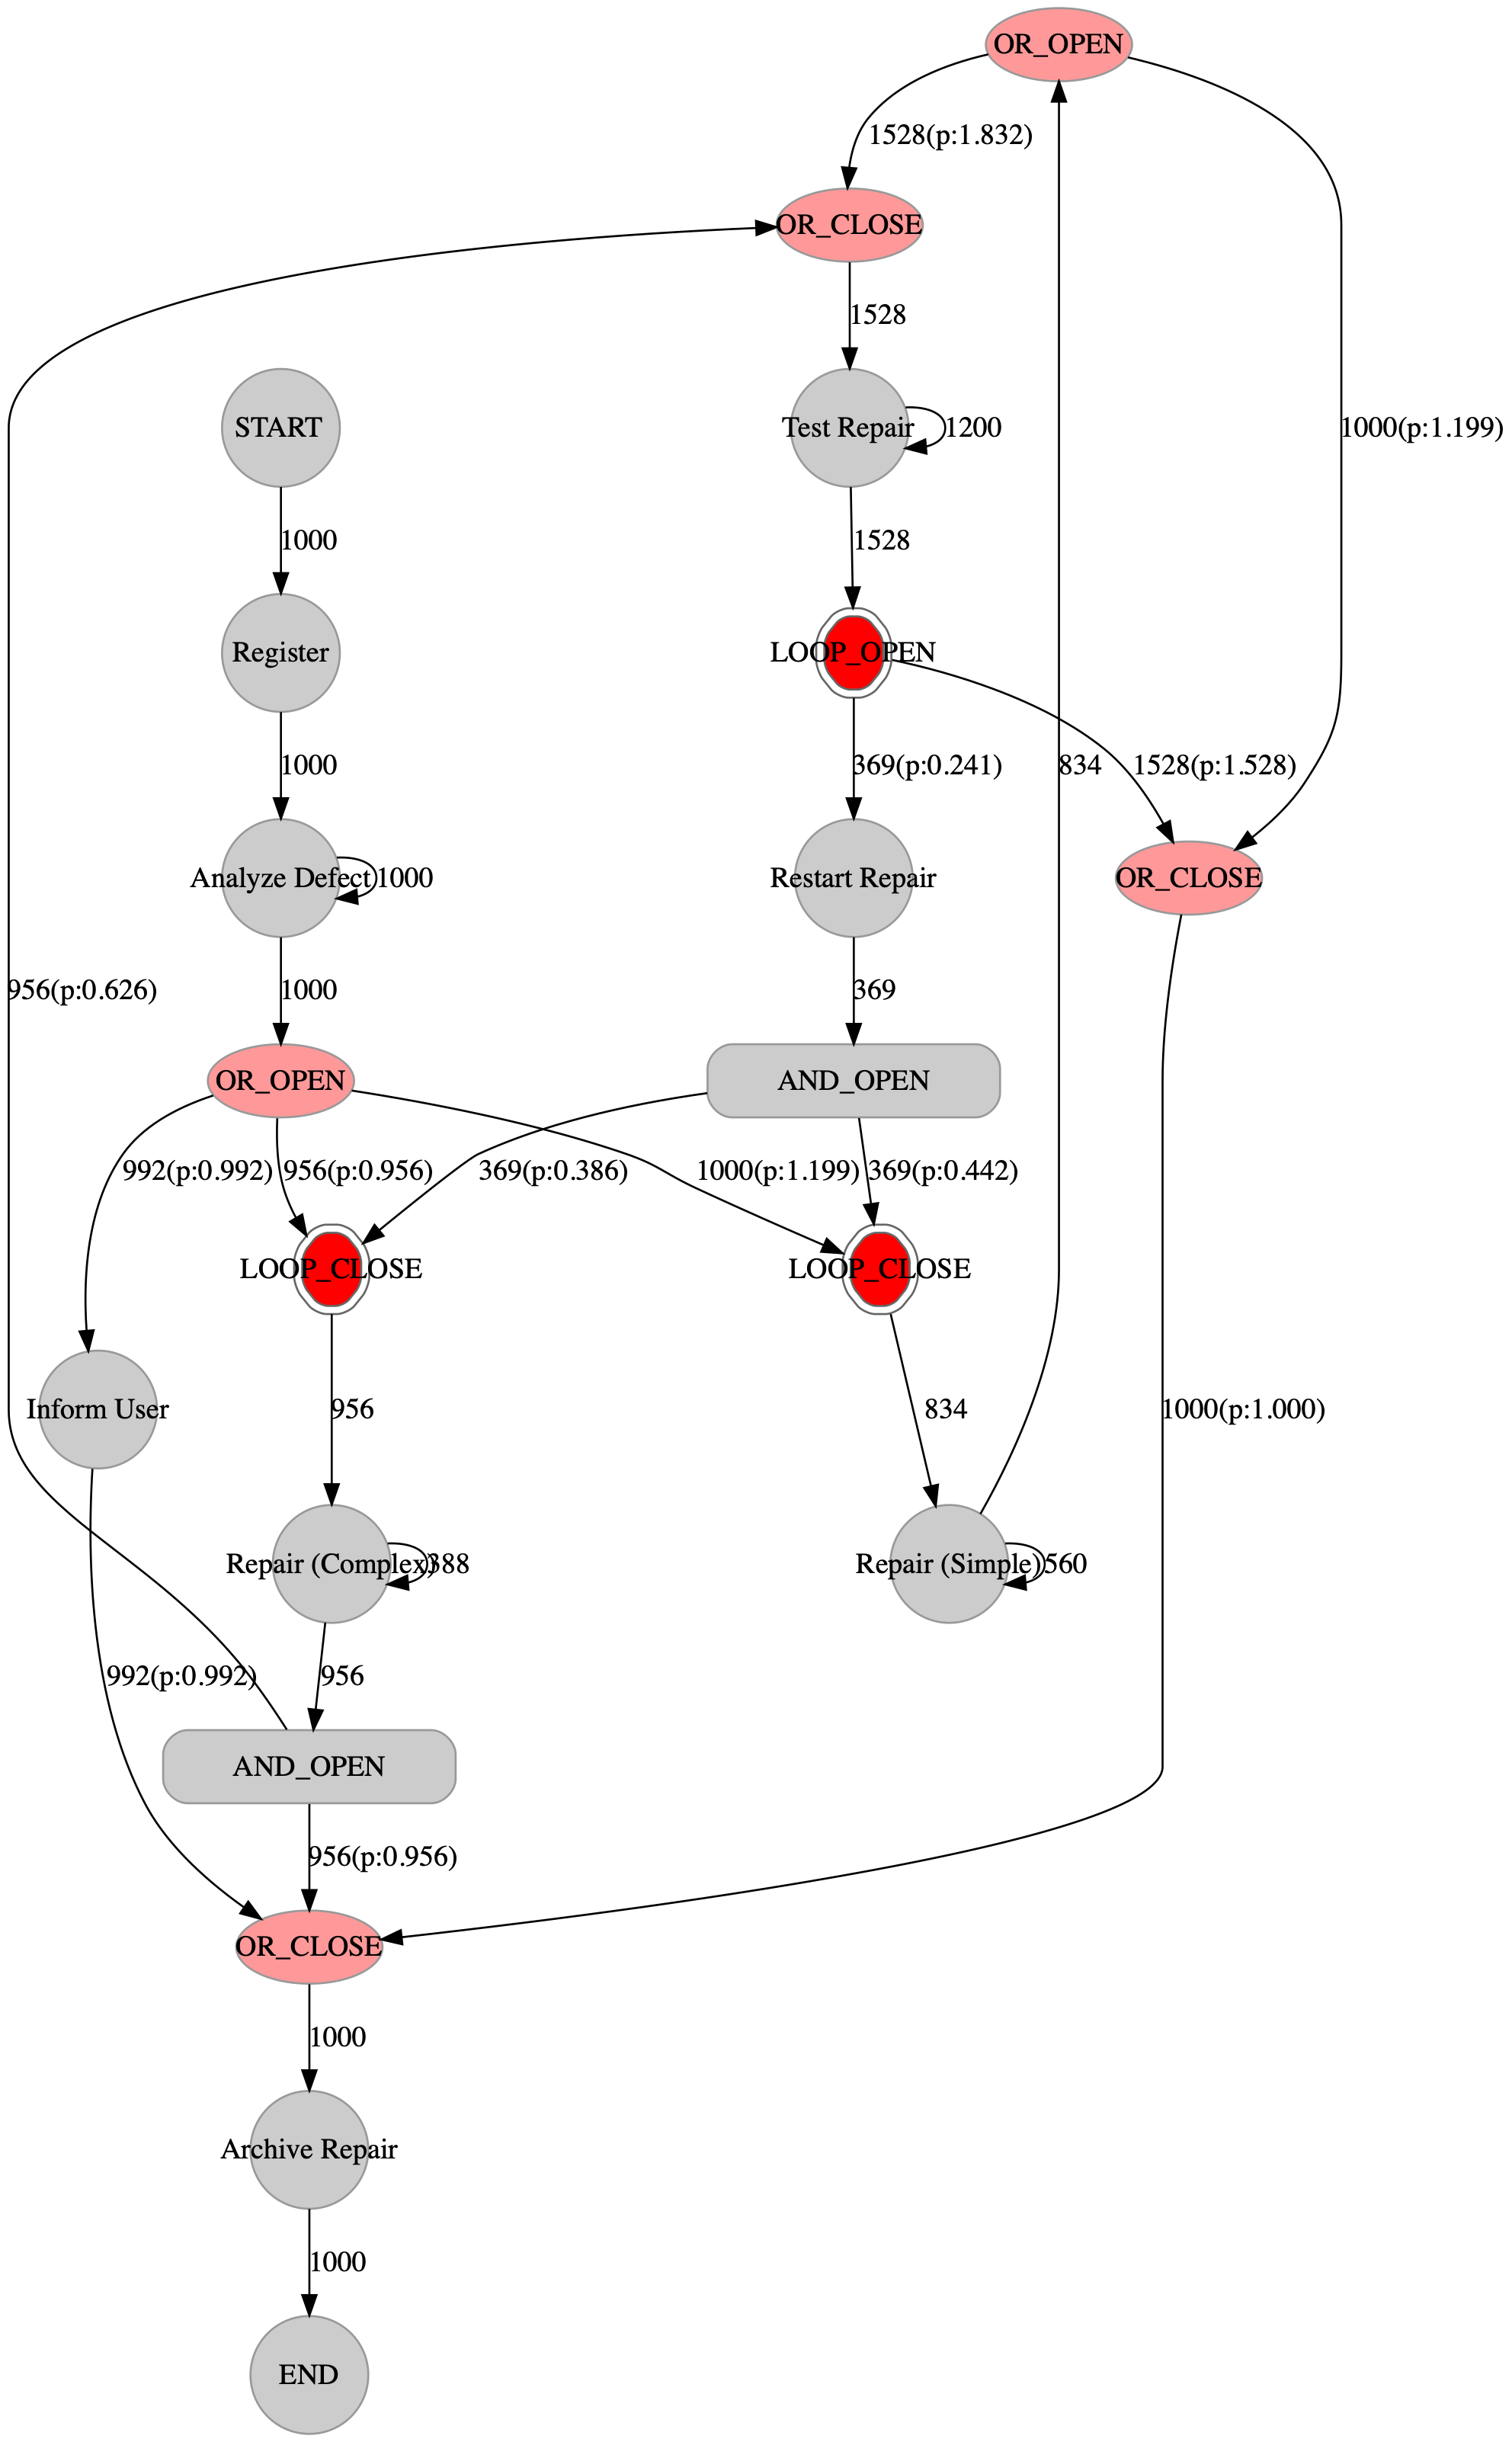 OR_OPEN
1528(p:1.832)
OR_CLOSE
1528
START
Test Repair
1200
1000(p:1.199)
1000
1528
Register
LOOP_OPEN
1000
369(p:0.241)
834
1528(p:1.528)
Analyze Defect
1000
Restart Repair
OR_CLOSE
956(p:0.626)
1000
369
OR_OPEN
AND_OPEN
992(p:0.992)
956(p:0.956)
369(p:0.386)
1000(p:1.199)
369(p:0.442)
LOOP_CLOSE
LOOP_CLOSE
Inform User
956
834
1000(p:1.000)
Repair (Complex)
388
Repair (Simple)
560
992(p:0.992)
956
AND_OPEN
956(p:0.956)
OR_CLOSE
1000
Archive Repair
1000
END